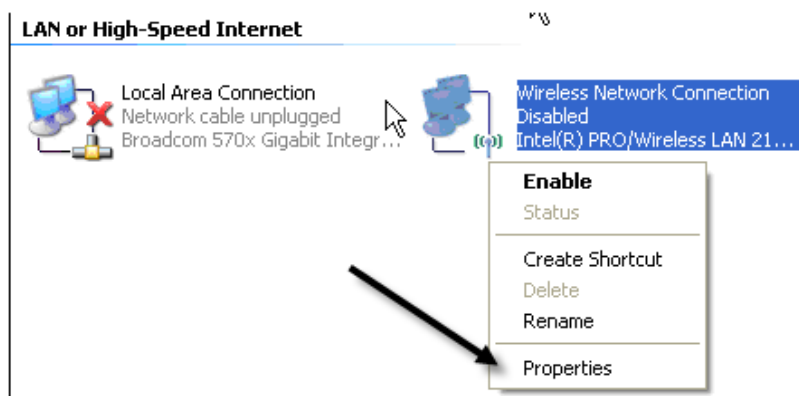 LAN or High-Speed Internet
Local Area Connection
Network cable unplugged
Broadcom 570x Gigabit Integr...
Wireless Network Connection
Disabled
Intel(R) PRO/Wireless LAN 21...
Enable
Status
Create Shortcut
Delete
Rename
Properties